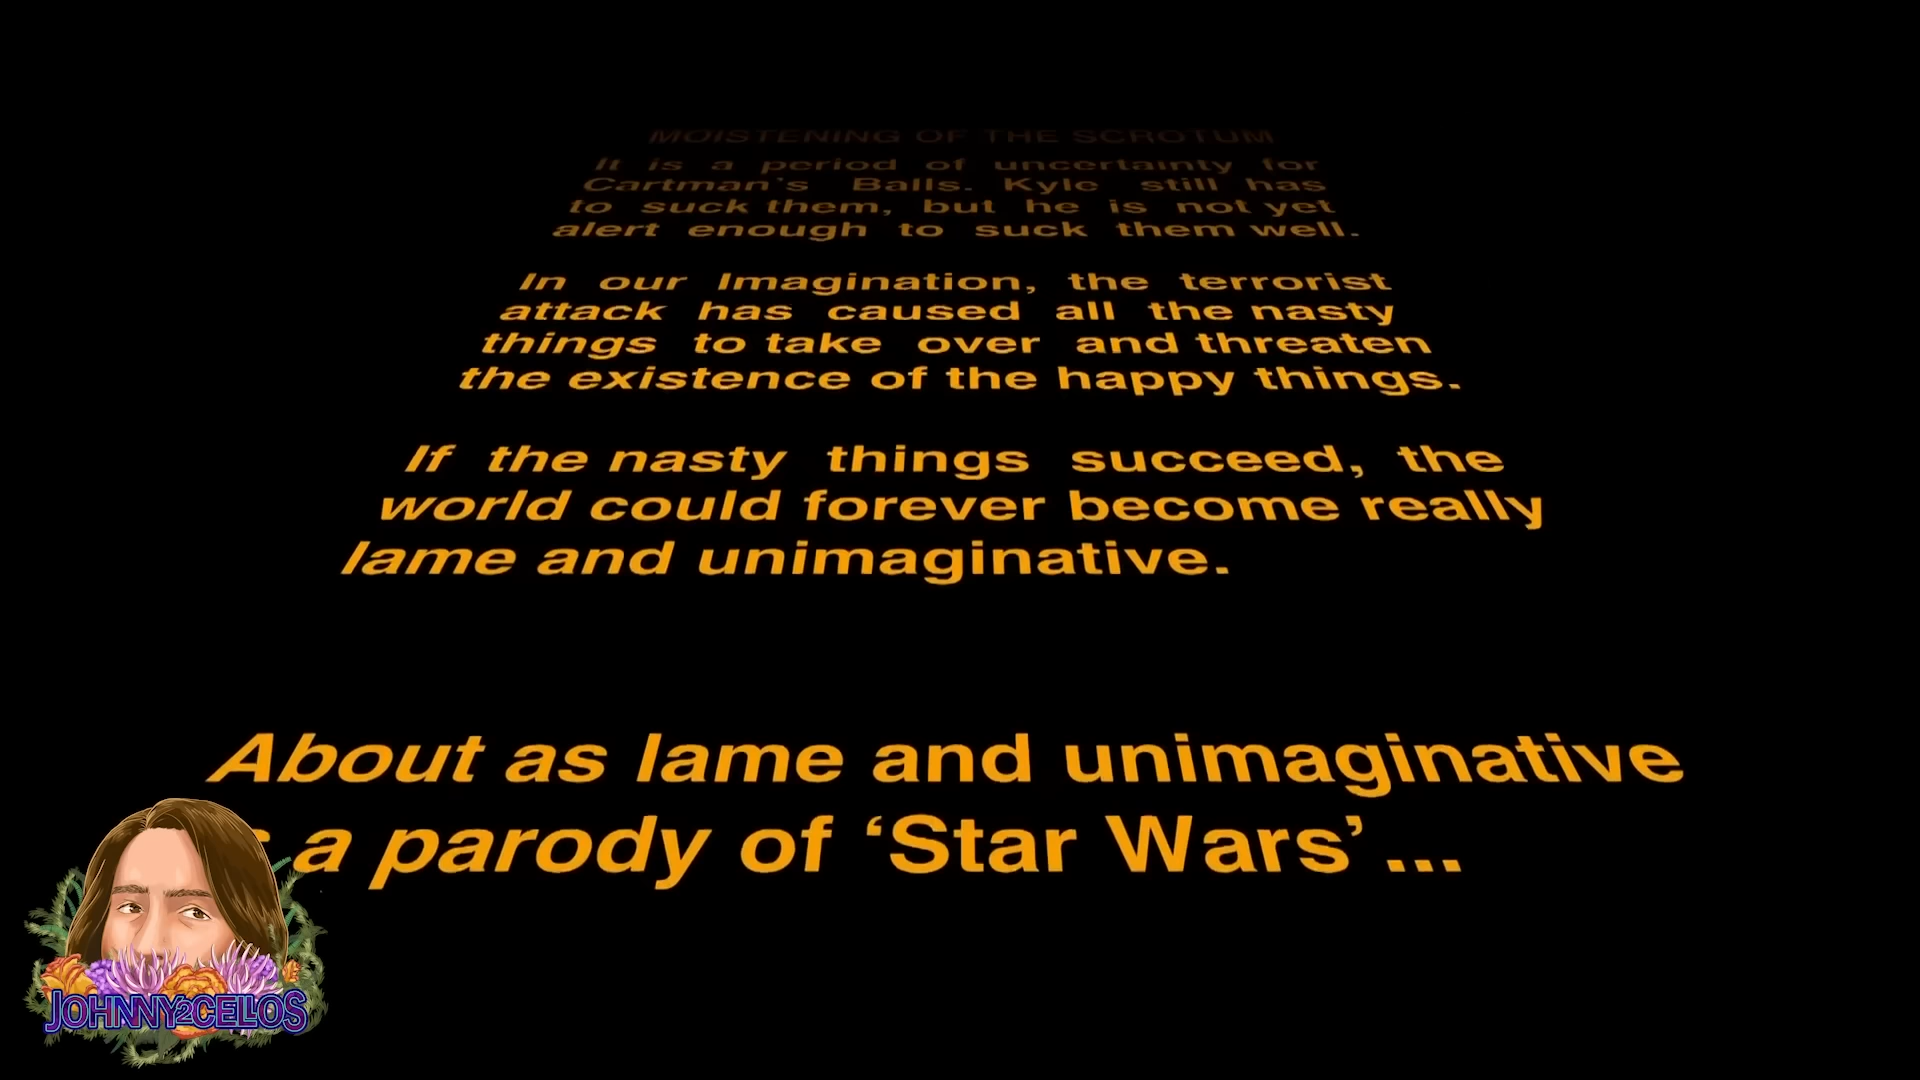 MOISTENING OF THE SCROTUM
It is a period of uncertainty for
Cartman's Balls. Kyle still has
to suck them, but he is not yet
alert enough to suck them well.
In our Imagination, the terrorist
attack has caused all the nasty
things to take over and threaten
the existence of the happy things.
If the nasty things succeed, the
world could forever become really
lame and unimaginative.
About as lame and unimaginative
a parody of ‘Star Wars’...
JOHNNY2CELLOS